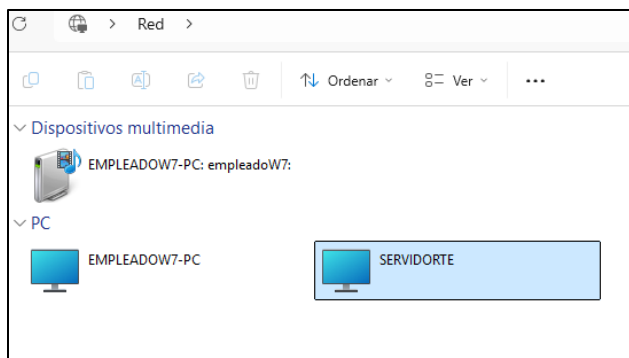 Red
Ordenar
Ver
Dispositivos multimedia
EMPLEADOW7-PC: empleadoW7:
PC
EMPLEADOW7-PC
SERVIDORTE